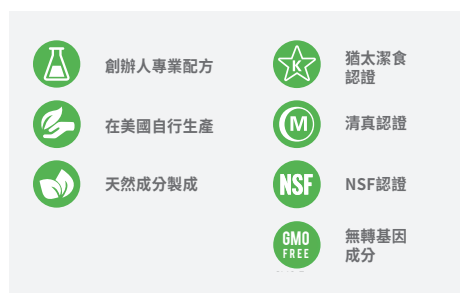 創辦人專業配方
在美國自行生產
天然成分製成
K
猶太潔食
認證
M
清真認證
NSF
NSF認證
GMO
FREE
無轉基因
成分